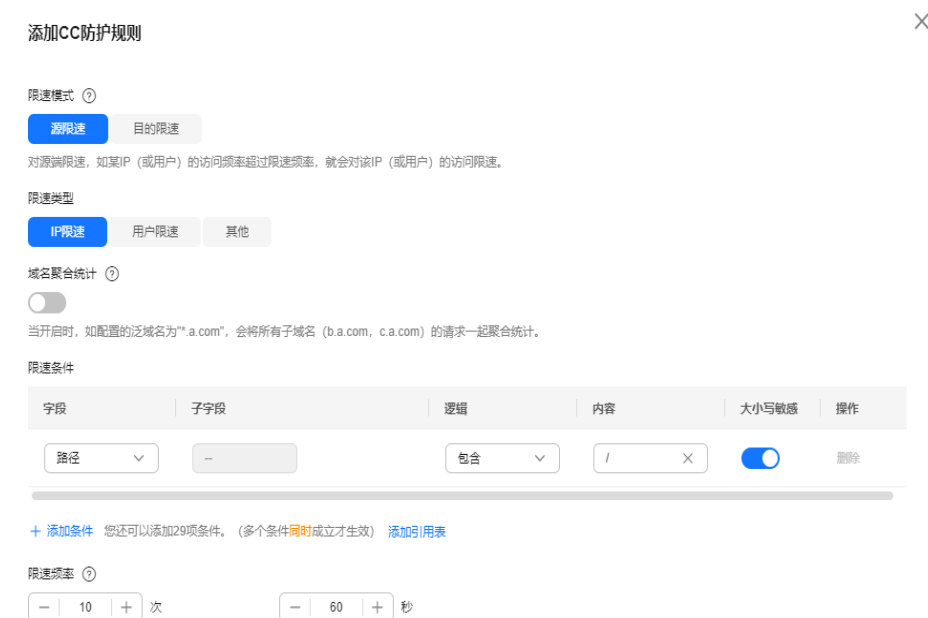 添加CC防护规则
限速模式 ?
源限速 目的限速
对源端限速，如某IP（或用户）的访问频率超过限速频率，就会对该IP（或用户）的访问限速。
限速类型
IP限速 用户限速 其他
域名聚合统计 ?
当开启时，如配置的泛域名为"*.a.com"，会将所有子域名（b.a.com，c.a.com）的请求一起聚合统计。
限速条件
字段 子字段 逻辑 内容 大小写敏感 操作
路径 -- 包含 / 删除
+ 添加条件 您还可以添加29项条件。（多个条件同时成立才生效） 添加引用表
限速频率 ?
− 10 + 次 − 60 + 秒